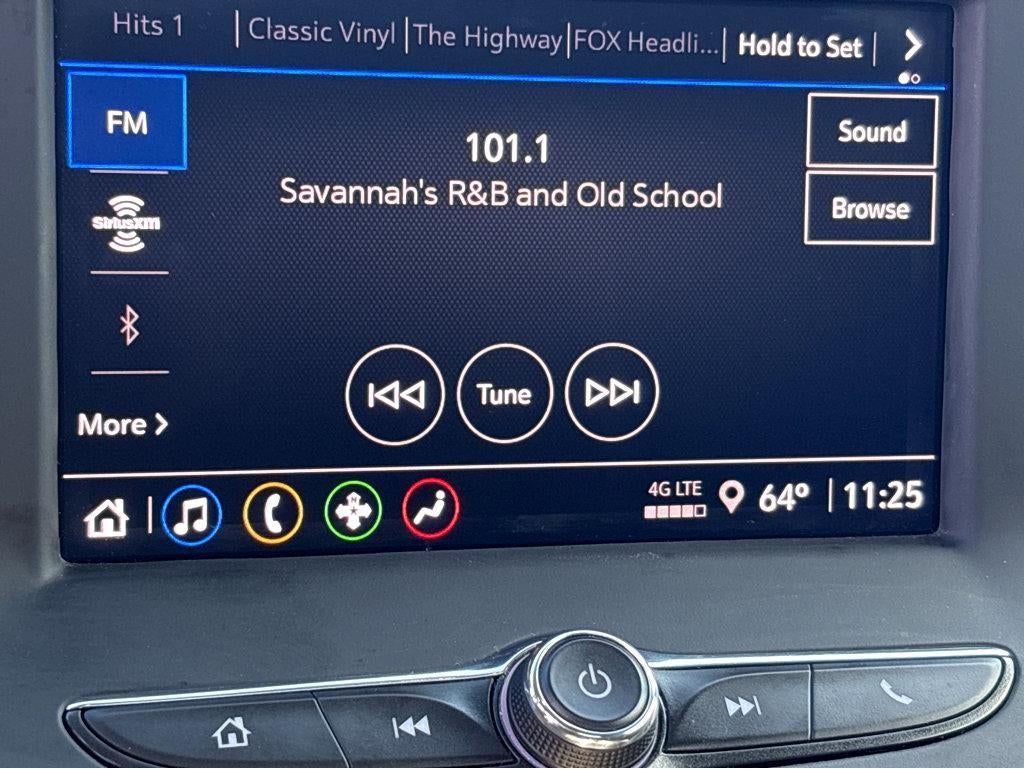 Hits 1 | Classic Vinyl | The Highway | FOX Headli... | Hold to Set |
FM
101.1
Sound
Savannah's R&B and Old School
Browse
SiriusXM
More
Tune
4G LTE
64° | 11:25
N